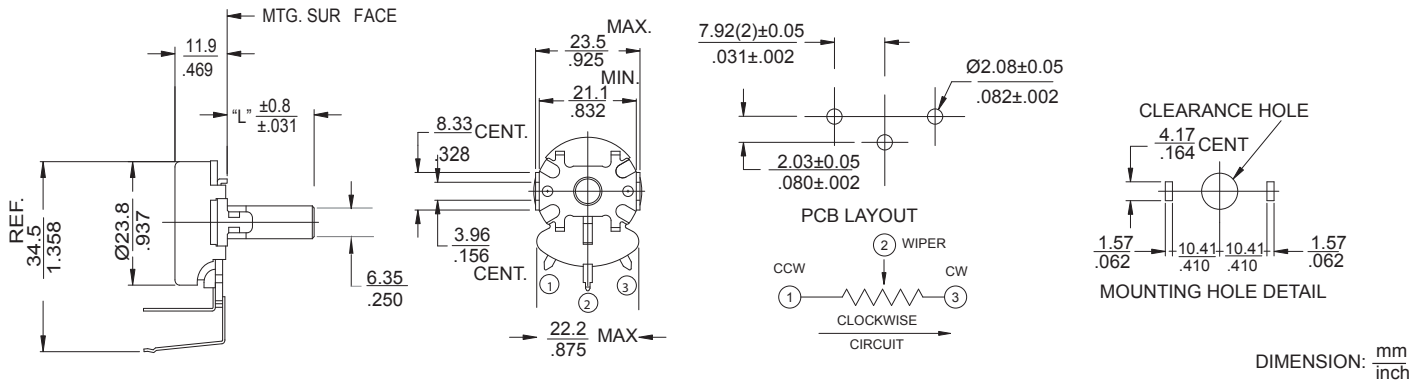 MTG. SUR FACE
11.9
.469
"L" ±0.8
±.031
REF.
34.5
1.358
Ø23.8
.937
6.35
.250
MAX.
23.5
.925
MIN.
21.1
.832
8.33 CENT.
.328
3.96
.156
CENT.
1
2
3
22.2 MAX
.875
7.92(2)±0.05
.031±.002
Ø2.08±0.05
.082±.002
2.03±0.05
.080±.002
PCB LAYOUT
2 WIPER
CCW
CW
1
3
CLOCKWISE
CIRCUIT
CLEARANCE HOLE
4.17 CENT
.164
1.57
.062
10.41
.410
10.41
.410
1.57
.062
MOUNTING HOLE DETAIL
DIMENSION: mm
inch